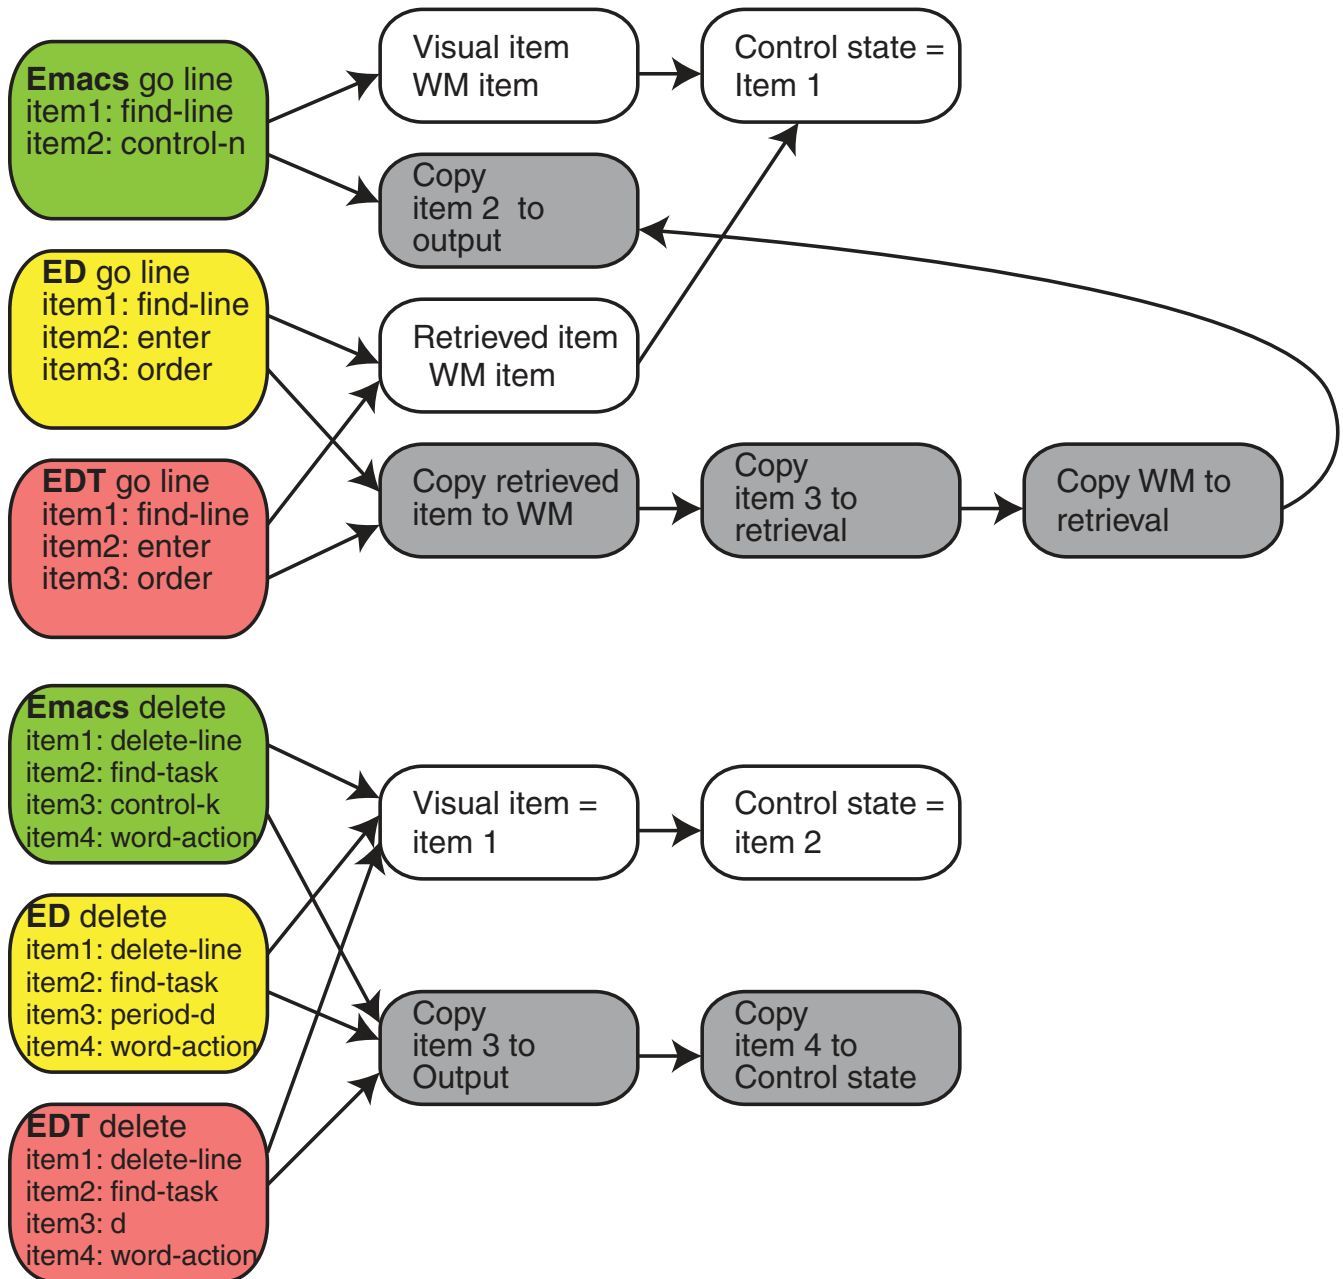 Emacs go line
item1: find-line
item2: control-n
Visual item
WM item
Control state =
Item 1
Copy
item 2 to
output
ED go line
item1: find-line
item2: enter
item3: order
Retrieved item
WM item
EDT go line
item1: find-line
item2: enter
item3: order
Copy retrieved
item to WM
Copy
item 3 to
retrieval
Copy WM to
retrieval
Emacs delete
item1: delete-line
item2: find-task
item3: control-k
item4: word-action
Visual item =
item 1
Control state =
item 2
ED delete
item1: delete-line
item2: find-task
item3: period-d
item4: word-action
Copy
item 3 to
Output
Copy
item 4 to
Control state
EDT delete
item1: delete-line
item2: find-task
item3: d
item4: word-action